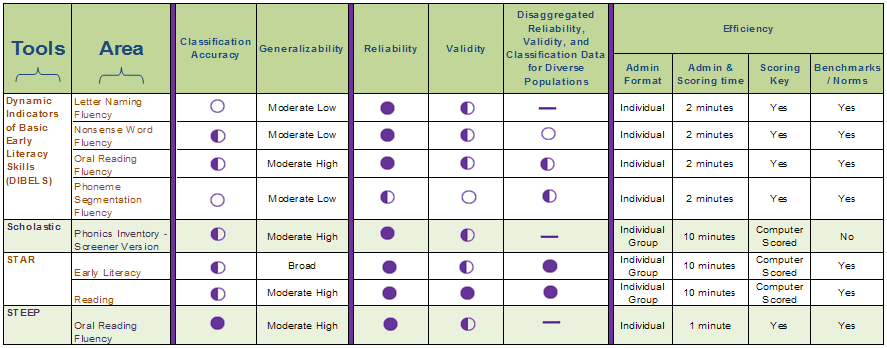 Tools
Area
Classification
Accuracy
Generalizability
Reliability
Validity
Disaggregated
Reliability,
Validity, and
Classification Data
for Diverse
Populations
Efficiency
Admin
Format
Admin &
Scoring time
Scoring
Key
Benchmarks
/ Norms
Dynamic
Indicators
of Basic
Early
Literacy
Skills
(DIBELS)
Letter Naming
Fluency
Moderate Low
Individual
2 minutes
Yes
Yes
Nonsense Word
Fluency
Moderate Low
Individual
2 minutes
Yes
Yes
Oral Reading
Fluency
Moderate High
Individual
2 minutes
Yes
Yes
Phoneme
Segmentation
Fluency
Moderate Low
Individual
2 minutes
Yes
Yes
Scholastic
Phonics Inventory -
Screener Version
Moderate High
Individual
Group
10 minutes
Computer
Scored
No
STAR
Early Literacy
Broad
Individual
Group
10 minutes
Computer
Scored
Yes
Reading
Moderate High
Individual
Group
10 minutes
Computer
Scored
Yes
STEEP
Oral Reading
Fluency
Moderate High
Individual
1 minute
Yes
Yes